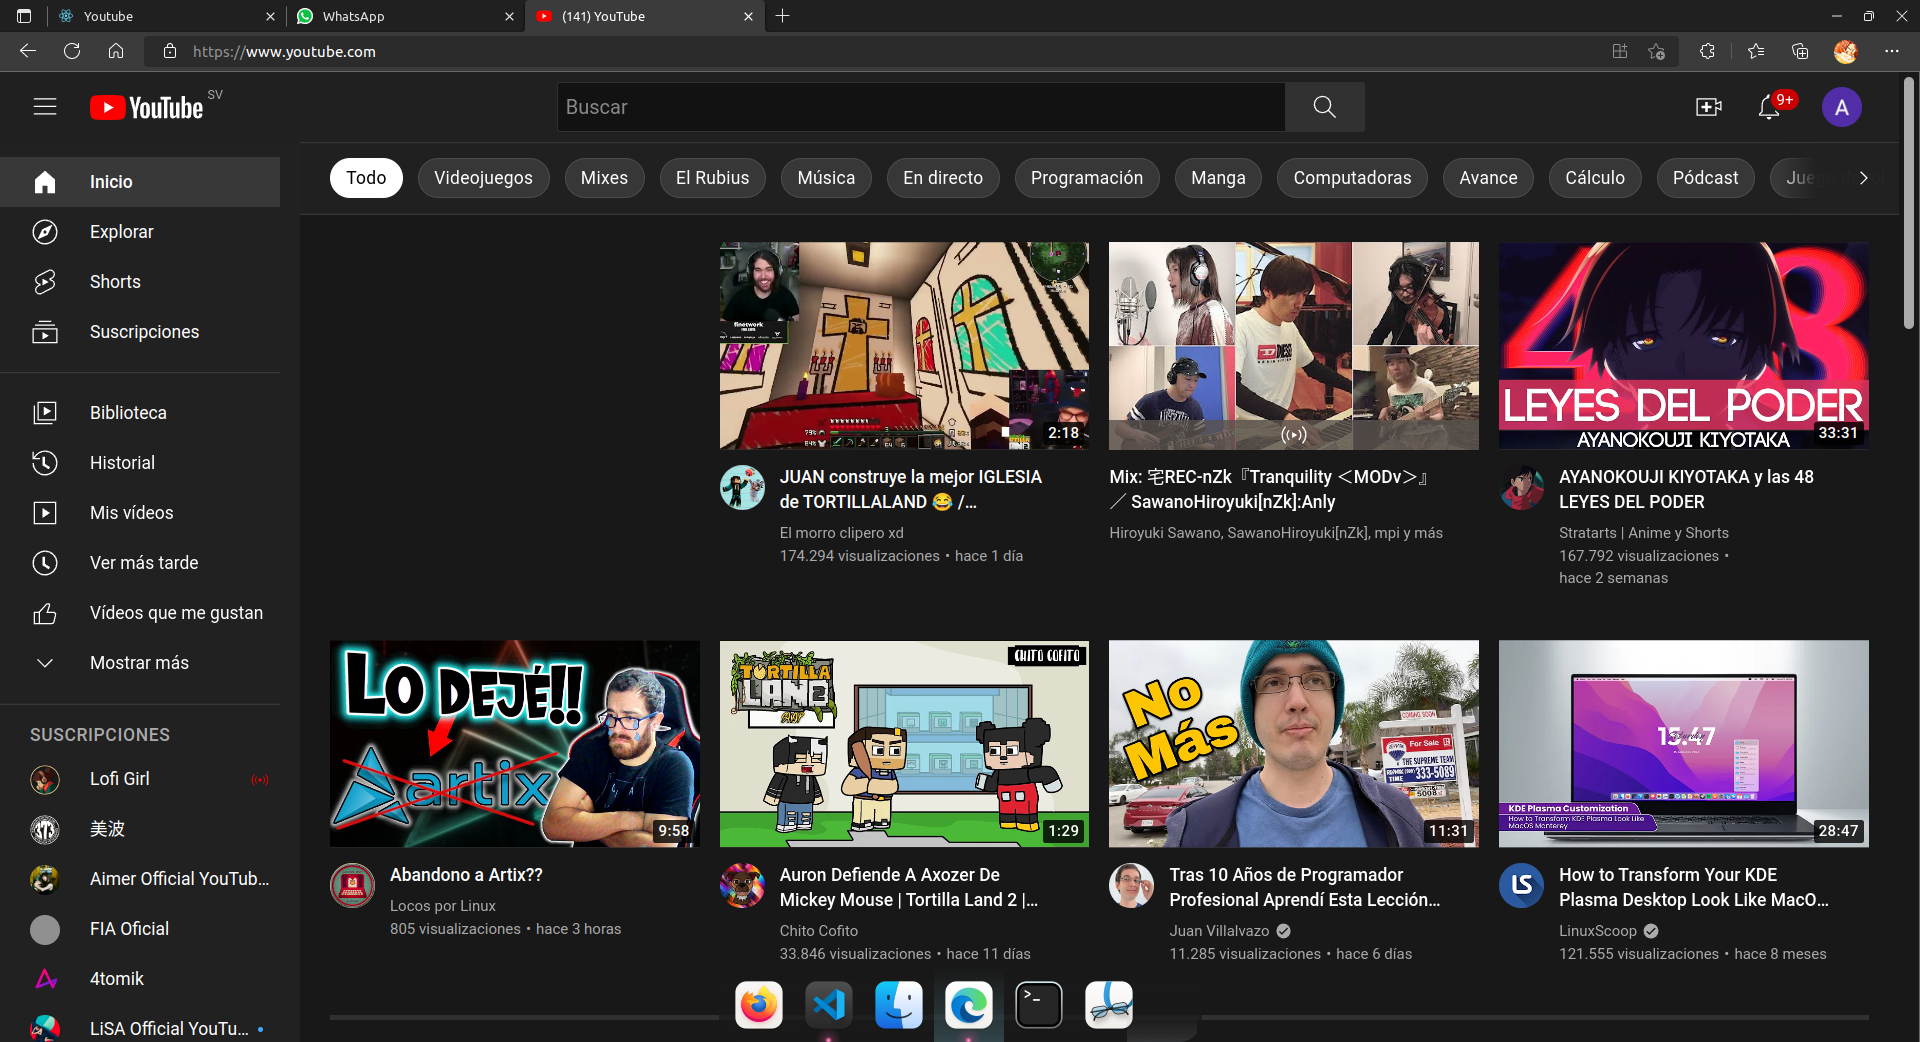 Youtube
WhatsApp
(141) YouTube
https://www.youtube.com
YouTube SV
Buscar
9+
A
Todo
Videojuegos
Mixes
El Rubius
Música
En directo
Programación
Manga
Computadoras
Avance
Cálculo
Pódcast
Inicio
Explorar
Shorts
Suscripciones
Biblioteca
Historial
Mis vídeos
Ver más tarde
Vídeos que me gustan
Mostrar más
SUSCRIPCIONES
Lofi Girl
美波
Aimer Official YouTub...
FIA Oficial
4tomik
LiSA Official YouTu...
finetwork
2:18
JUAN construye la mejor IGLESIA
de TORTILLALAND 😂 /...
El morro clipero xd
174.294 visualizaciones • hace 1 día
DIESEL
Mix: 宅REC-nZk『Tranquility ＜MODv＞』
／ SawanoHiroyuki[nZk]:Anly
Hiroyuki Sawano, SawanoHiroyuki[nZk], mpi y más
48
LEYES DEL PODER
AYANOKOUJI KIYOTAKA
33:31
AYANOKOUJI KIYOTAKA y las 48
LEYES DEL PODER
Stratarts | Anime y Shorts
167.792 visualizaciones •
hace 2 semanas
LO DEJÉ!!
artix
9:58
Abandono a Artix??
Locos por Linux
805 visualizaciones • hace 3 horas
CHITO COFITO
TORTILLA
LAND 2
1:29
Auron Defiende A Axozer De
Mickey Mouse | Tortilla Land 2 |...
Chito Cofito
33.846 visualizaciones • hace 11 días
NO
Más
COMING SOON
For Sale
THE SUPREME TEAM
333-5089
5008
11:31
Tras 10 Años de Programador
Profesional Aprendí Esta Lección...
Juan Villalvazo
11.285 visualizaciones • hace 6 días
13:47
KDE Plasma Customization
How to Transform KDE Plasma Look Like
MacOS Monterey
28:47
LS
How to Transform Your KDE
Plasma Desktop Look Like MacO...
LinuxScoop
121.555 visualizaciones • hace 8 meses